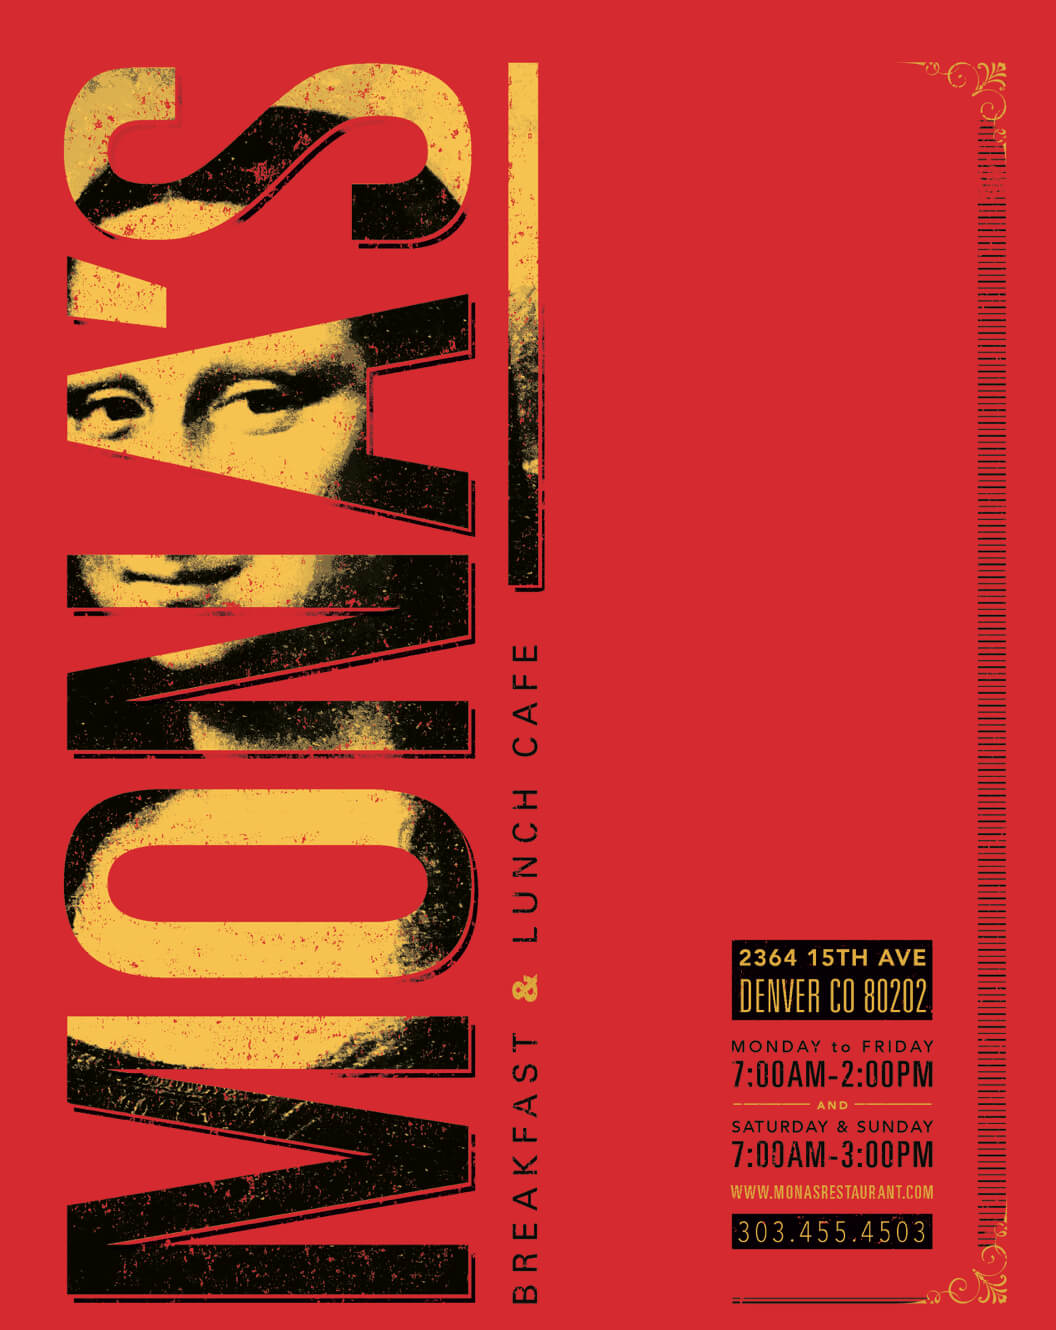 MONA'S
BREAKFAST & LUNCH CAFE
2364 15TH AVE
DENVER CO 80202
MONDAY to FRIDAY
7:00AM-2:00PM
AND
SATURDAY & SUNDAY
7:00AM-3:00PM
WWW.MONASRESTAURANT.COM
303.455.4503